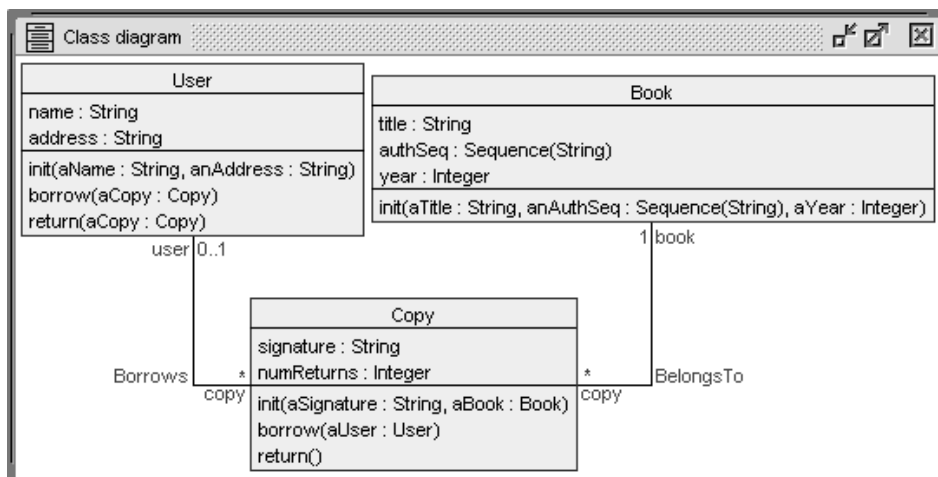 Class diagram
User
name : String
address : String
init(aName : String, anAddress : String)
borrow(aCopy : Copy)
return(aCopy : Copy)
Book
title : String
authSeq : Sequence(String)
year : Integer
init(aTitle : String, anAuthSeq : Sequence(String), aYear : Integer)
user 0..1
1 book
Copy
signature : String
numReturns : Integer
init(aSignature : String, aBook : Book)
borrow(aUser : User)
return()
Borrows
*
copy
*
copy
BelongsTo